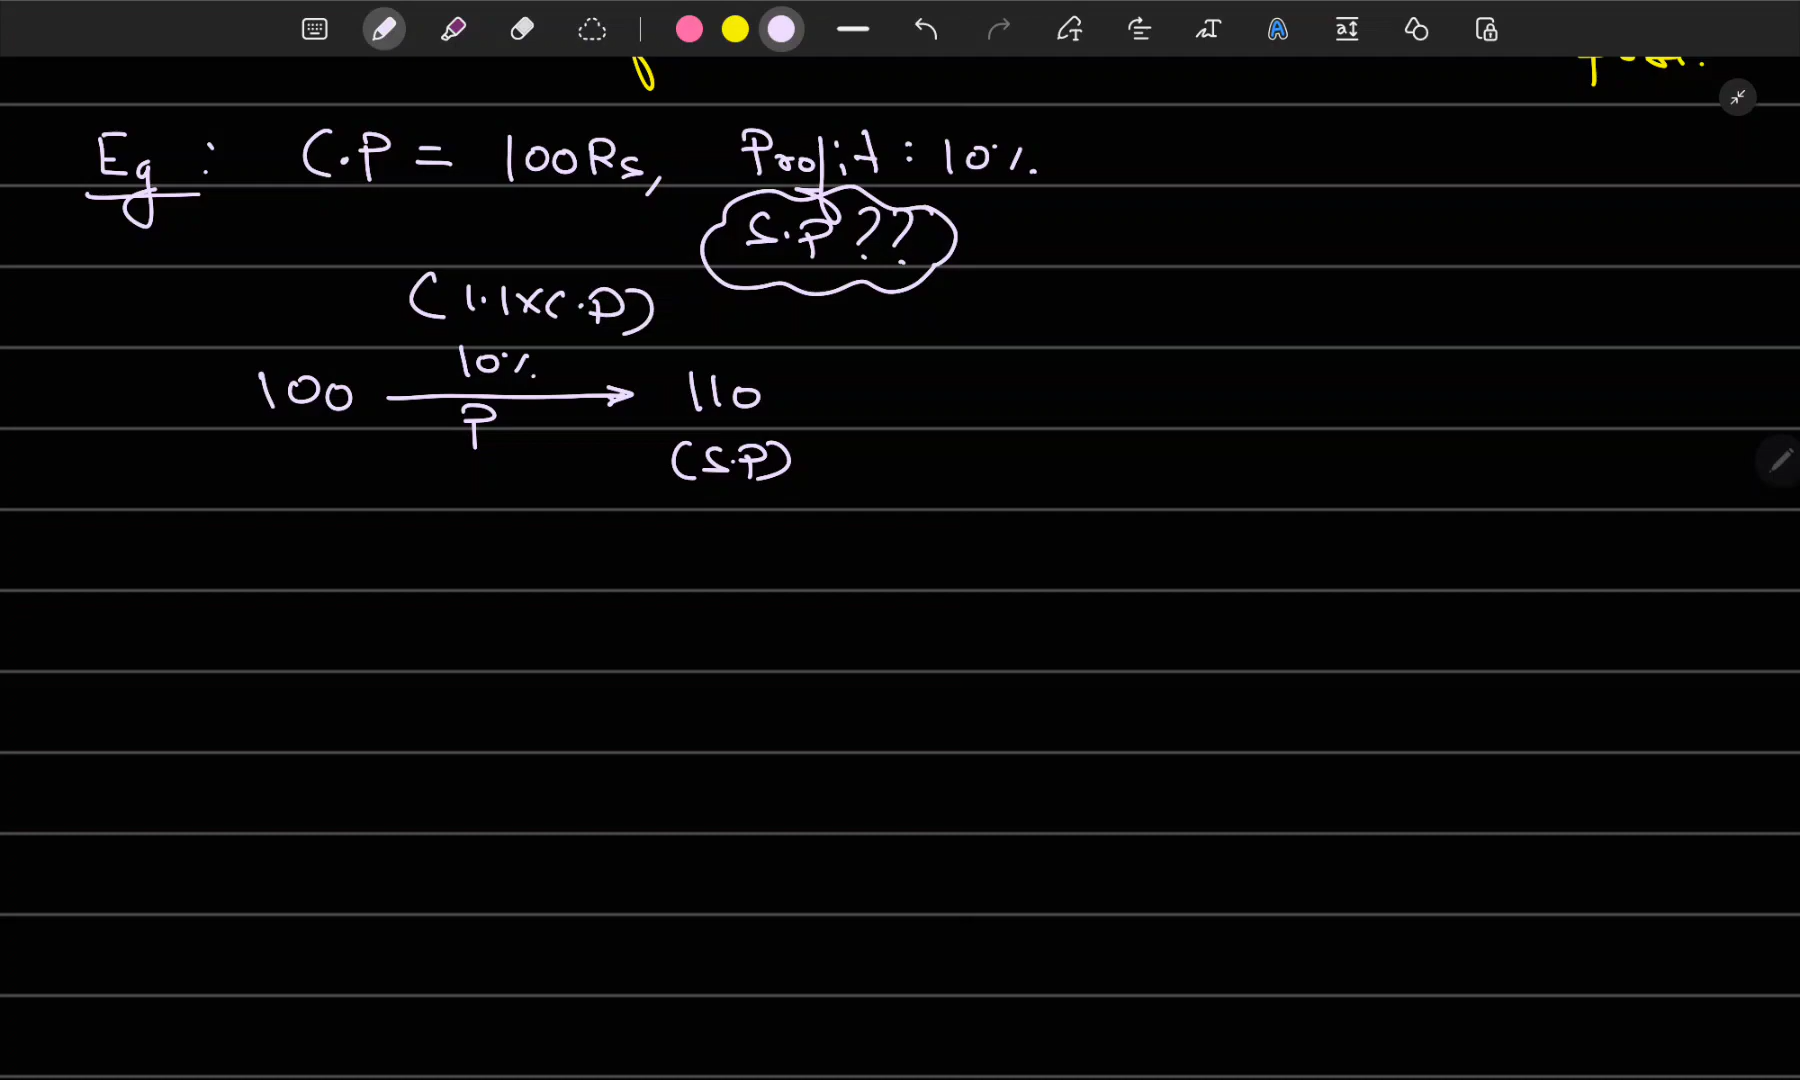 Eg : C.P = 100Rs, Profit : 10%.
S.P ??
(1.1×C.P)
10%
100 → 110
P
(S.P)